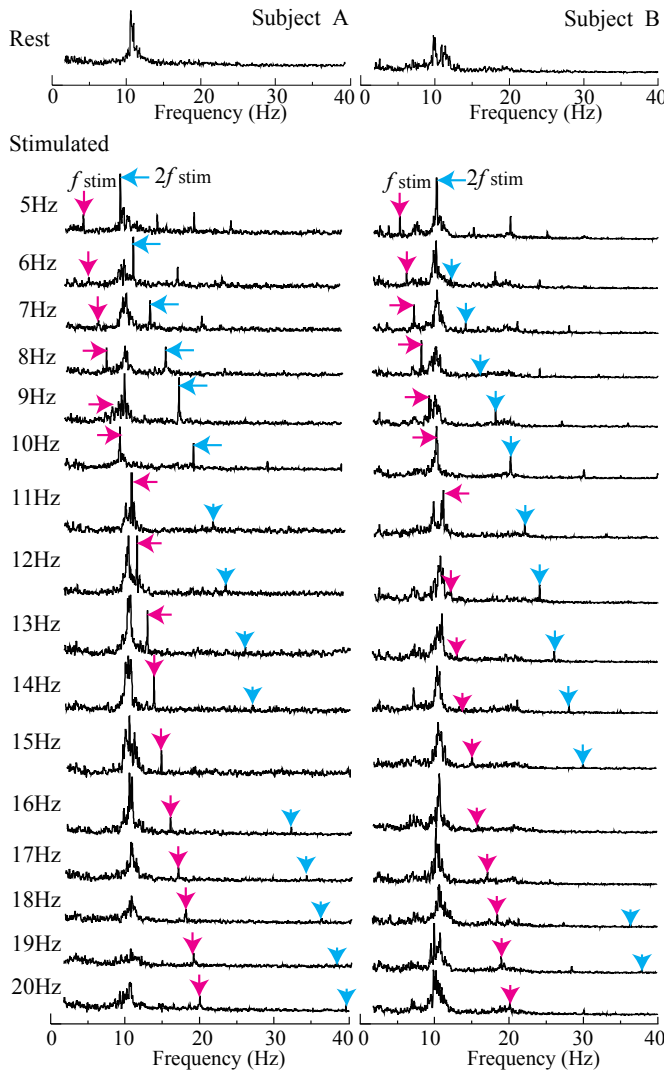 Subject A
Subject B
Rest
0 10 20 30 40
0 10 20 30 40
Frequency (Hz)
Frequency (Hz)
Stimulated
f stim
2f stim
f stim
2f stim
5Hz
6Hz
7Hz
8Hz
9Hz
10Hz
11Hz
12Hz
13Hz
14Hz
15Hz
16Hz
17Hz
18Hz
19Hz
20Hz
0 10 20 30 40
0 10 20 30 40
Frequency (Hz)
Frequency (Hz)